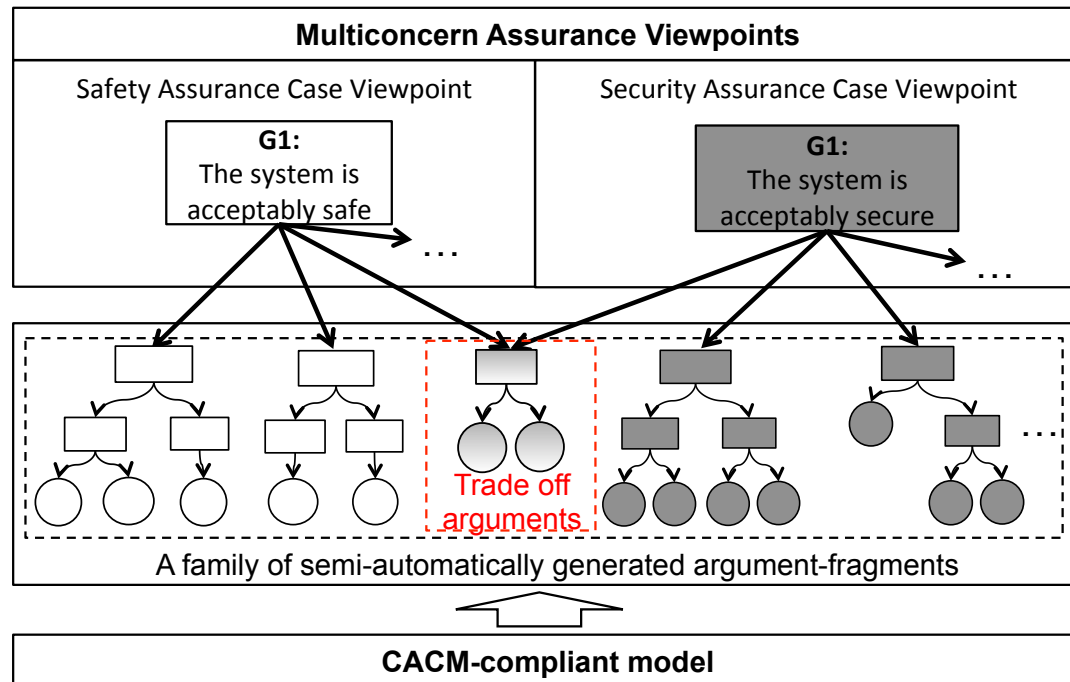 Multiconcern Assurance Viewpoints
Safety Assurance Case Viewpoint
G1:
The system is
acceptably safe
...
Security Assurance Case Viewpoint
G1:
The system is
acceptably secure
...
Trade off
arguments
...
A family of semi-automatically generated argument-fragments
CACM-compliant model